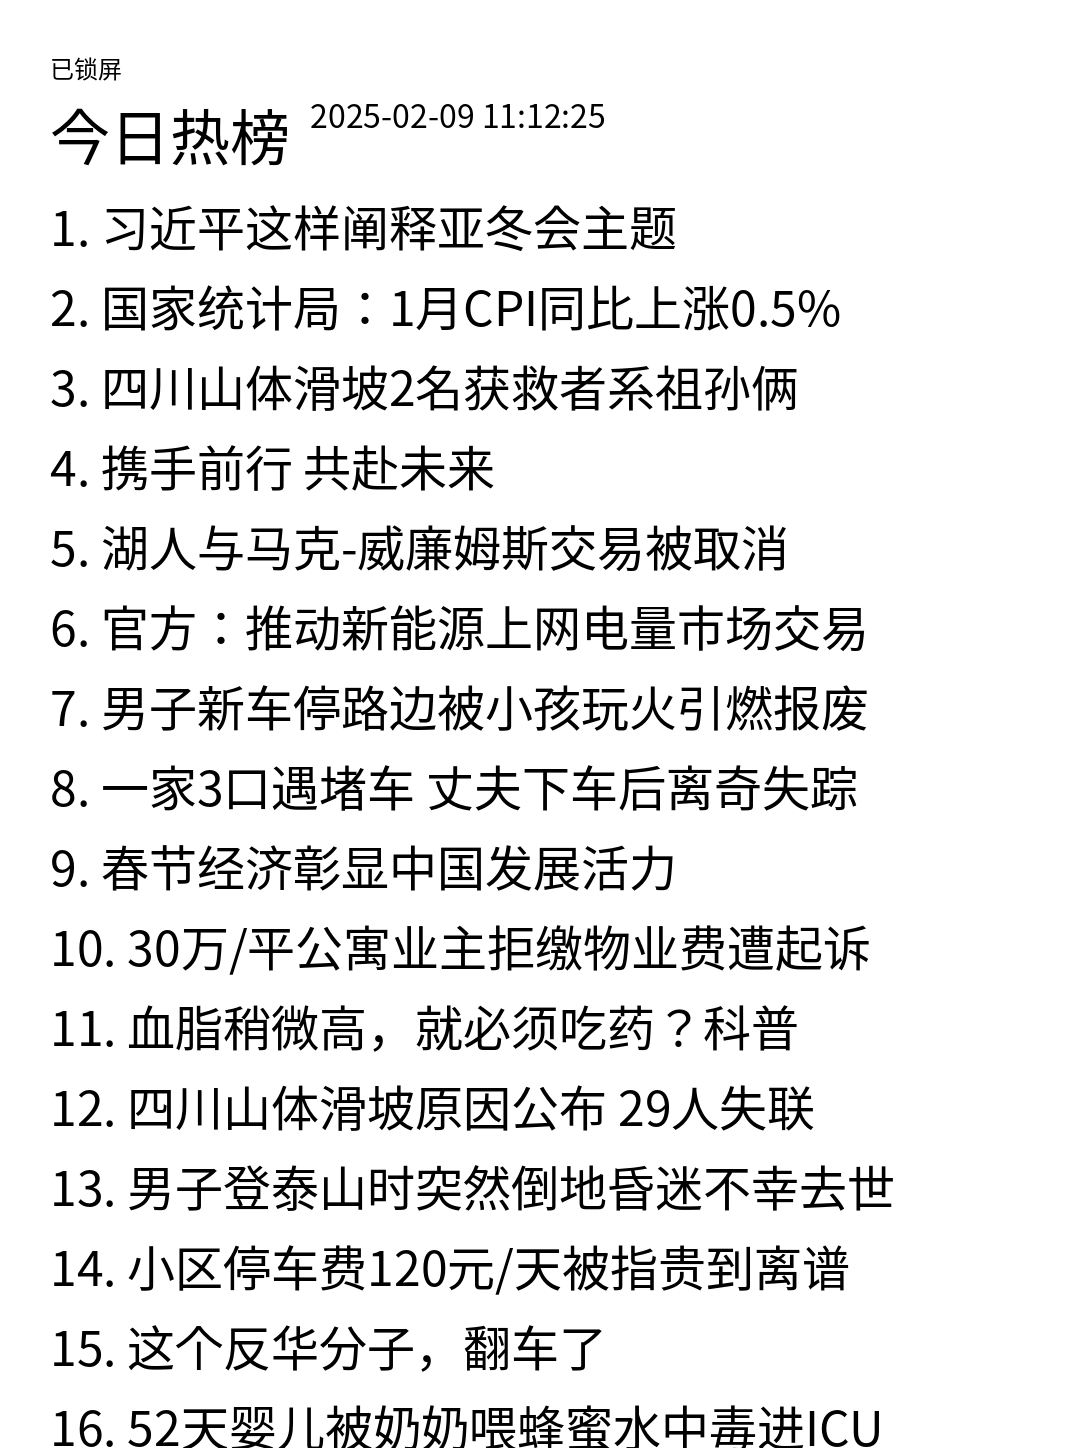 已锁屏
今日热榜 2025-02-09 11:12:25
1. 习近平这样阐释亚冬会主题
2. 国家统计局：1月CPI同比上涨0.5%
3. 四川山体滑坡2名获救者系祖孙俩
4. 携手前行 共赴未来
5. 湖人与马克-威廉姆斯交易被取消
6. 官方：推动新能源上网电量市场交易
7. 男子新车停路边被小孩玩火引燃报废
8. 一家3口遇堵车 丈夫下车后离奇失踪
9. 春节经济彰显中国发展活力
10. 30万/平公寓业主拒缴物业费遭起诉
11. 血脂稍微高，就必须吃药？科普
12. 四川山体滑坡原因公布 29人失联
13. 男子登泰山时突然倒地昏迷不幸去世
14. 小区停车费120元/天被指贵到离谱
15. 这个反华分子，翻车了
16. 52天婴儿被奶奶喂蜂蜜水中毒进ICU